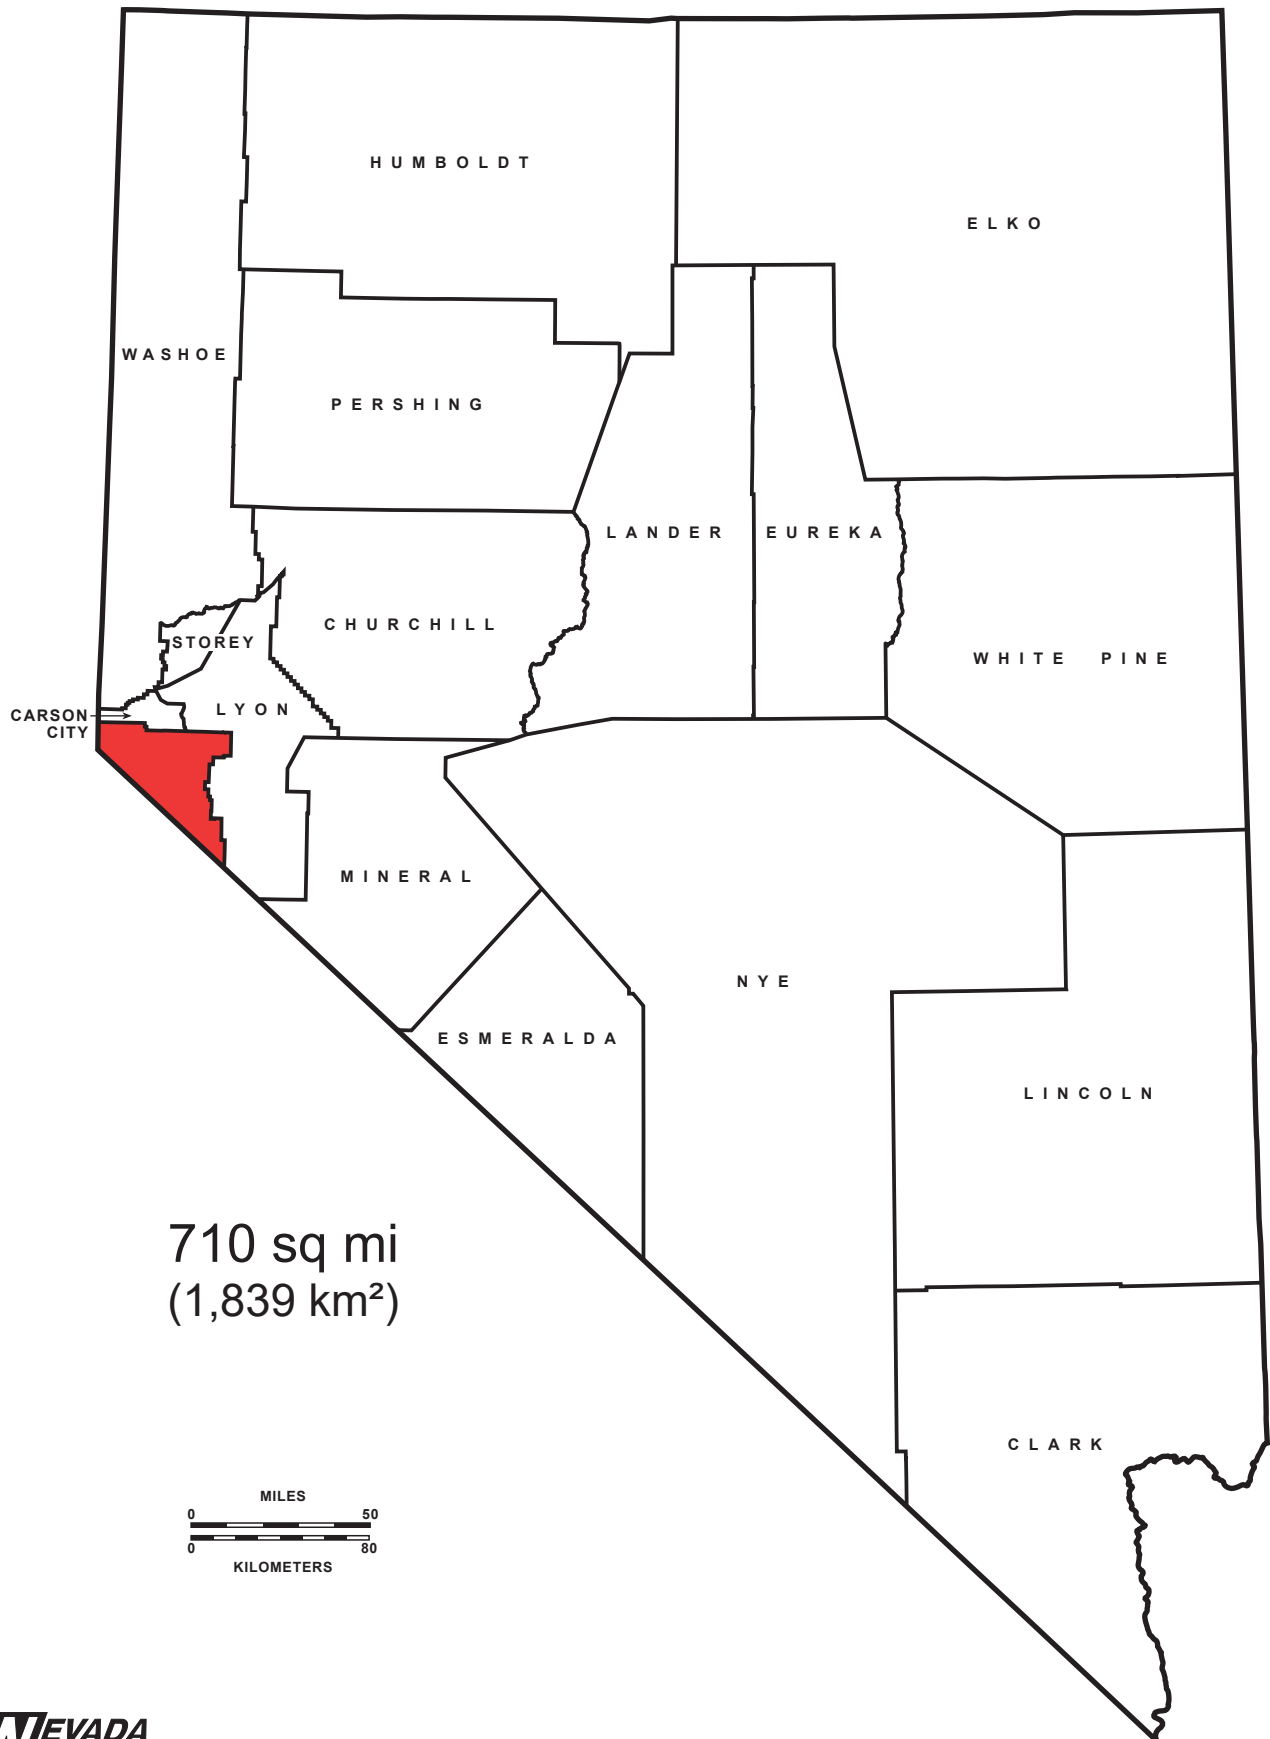 HUMBOLDT
ELKO
WASHOE
PERSHING
LANDER
EUREKA
CHURCHILL
STOREY
WHITE PINE
LYON
CARSON
CITY
MINERAL
NYE
ESMERALDA
LINCOLN
710 sq mi
(1,839 km²)
CLARK
MILES
0 50
0 80
KILOMETERS
NEVADA